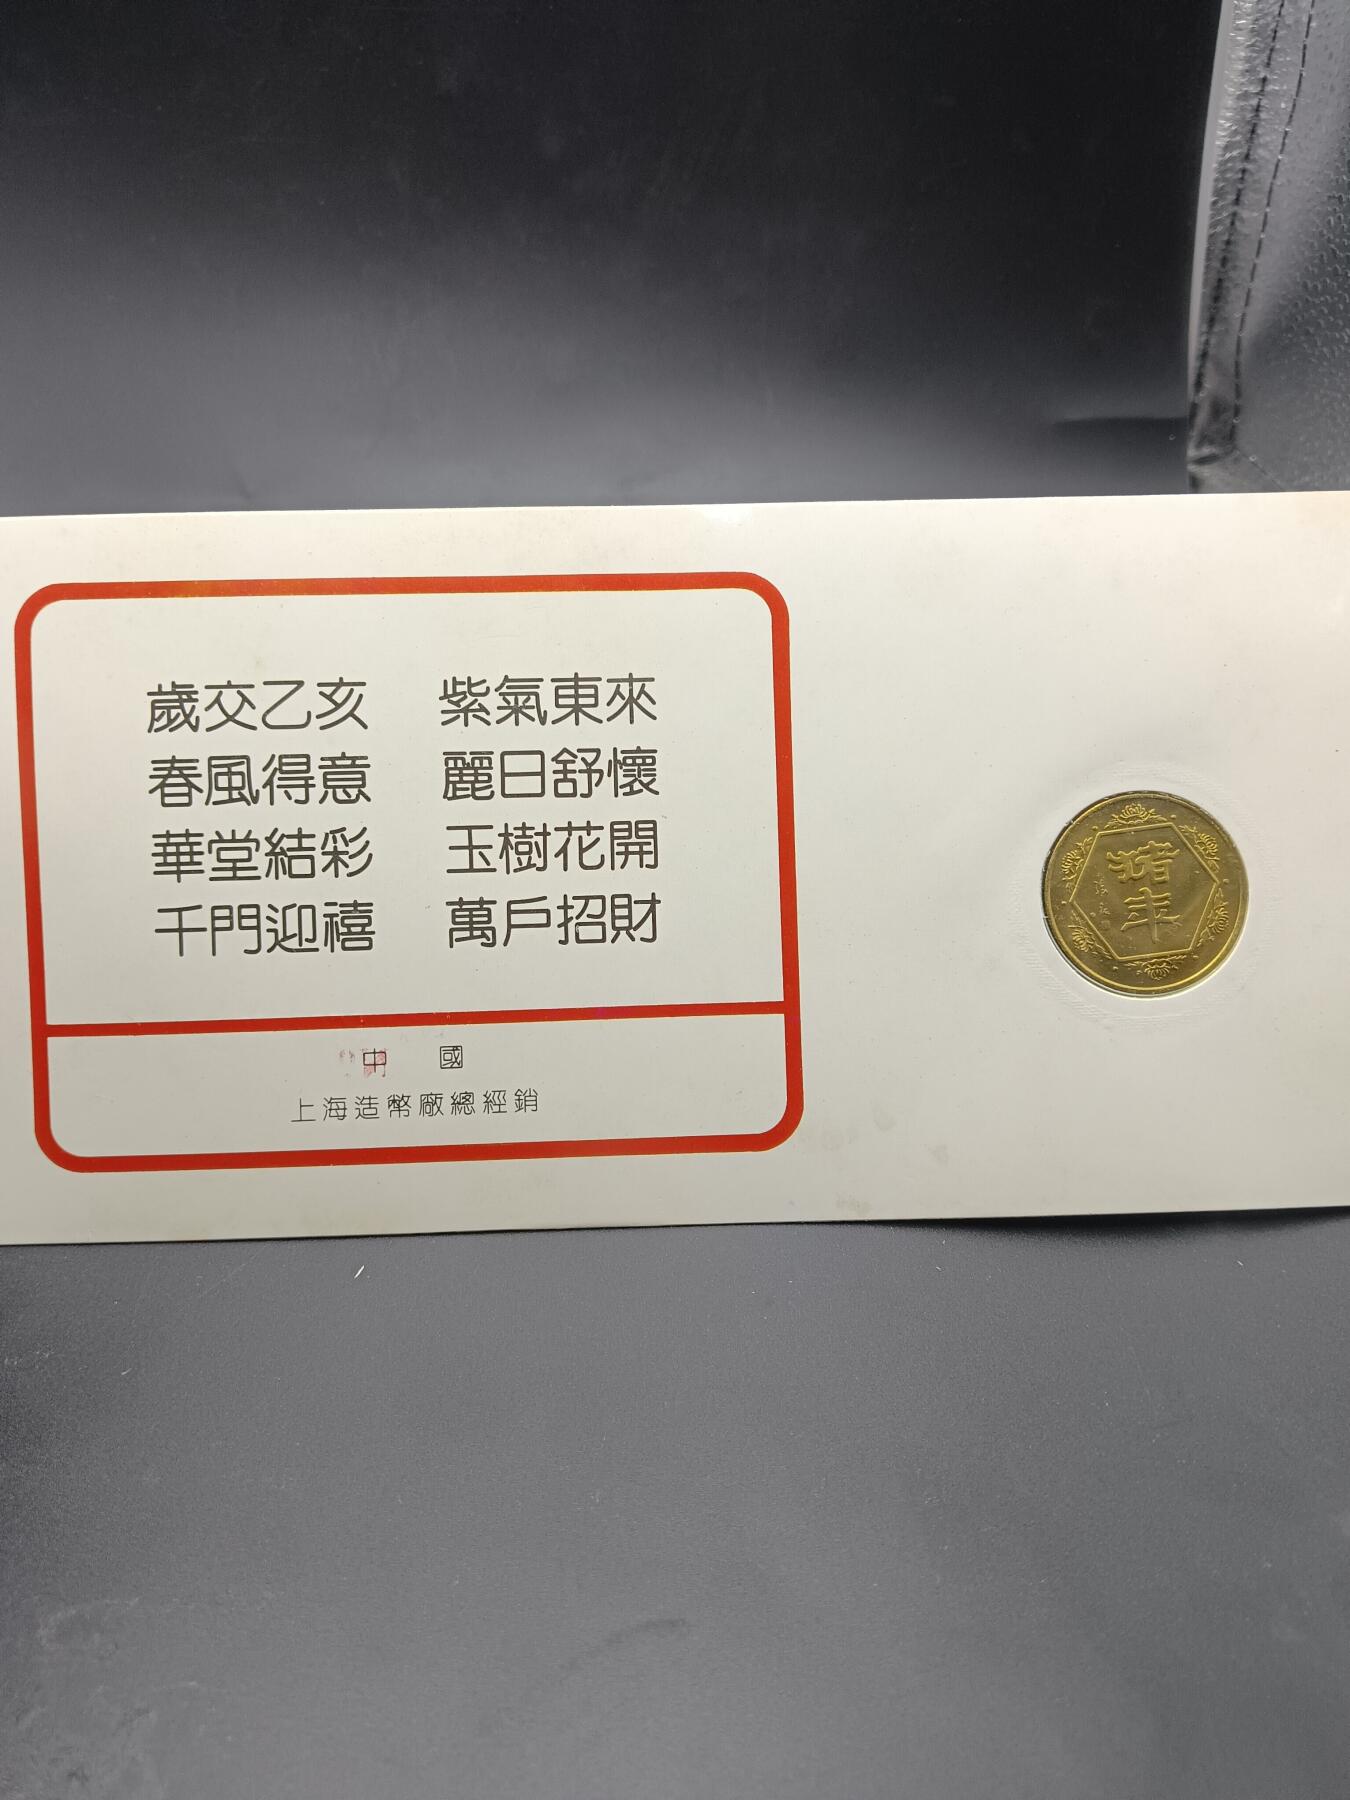 歲交乙亥 紫氣東來
春風得意 麗日舒懷
華堂結彩 玉樹花開
千門迎禧 萬戶招財
中國
上海造幣廠總經銷
猪年